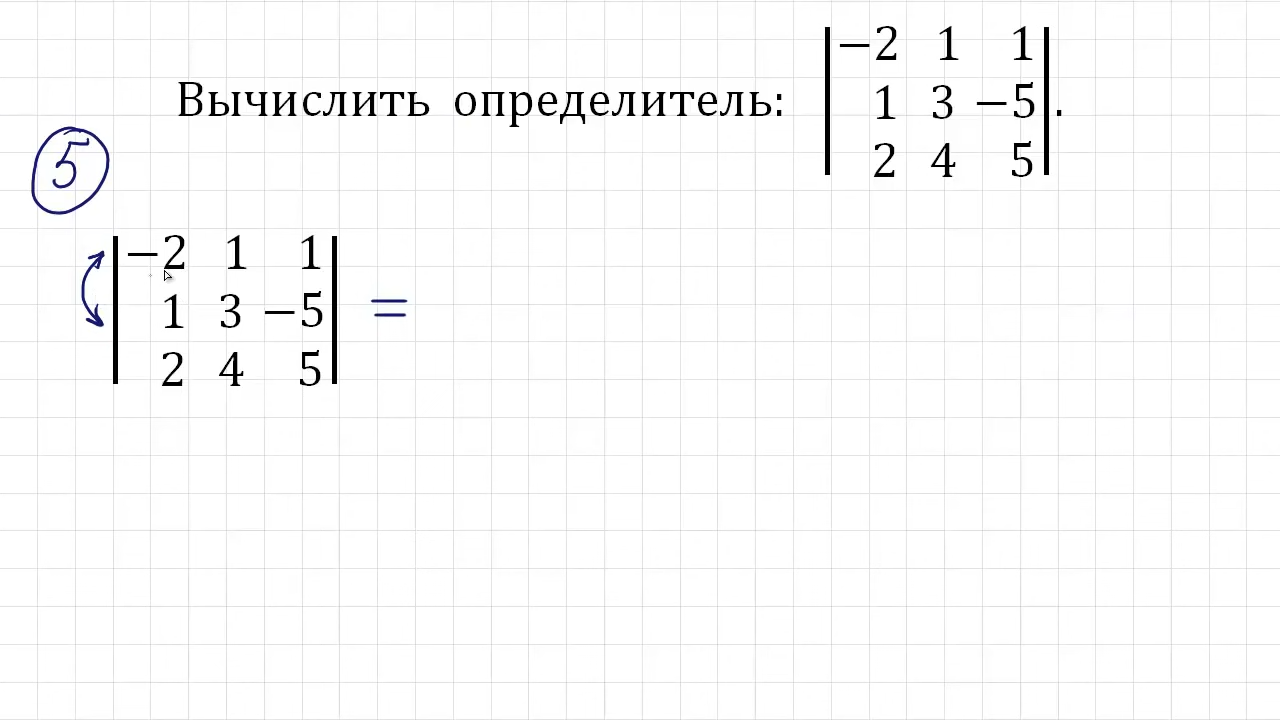 Вычислить определитель: |−2 1 1|
|1 3 −5|.
|2 4 5|
5
|−2 1 1|
|1 3 −5| =
|2 4 5|